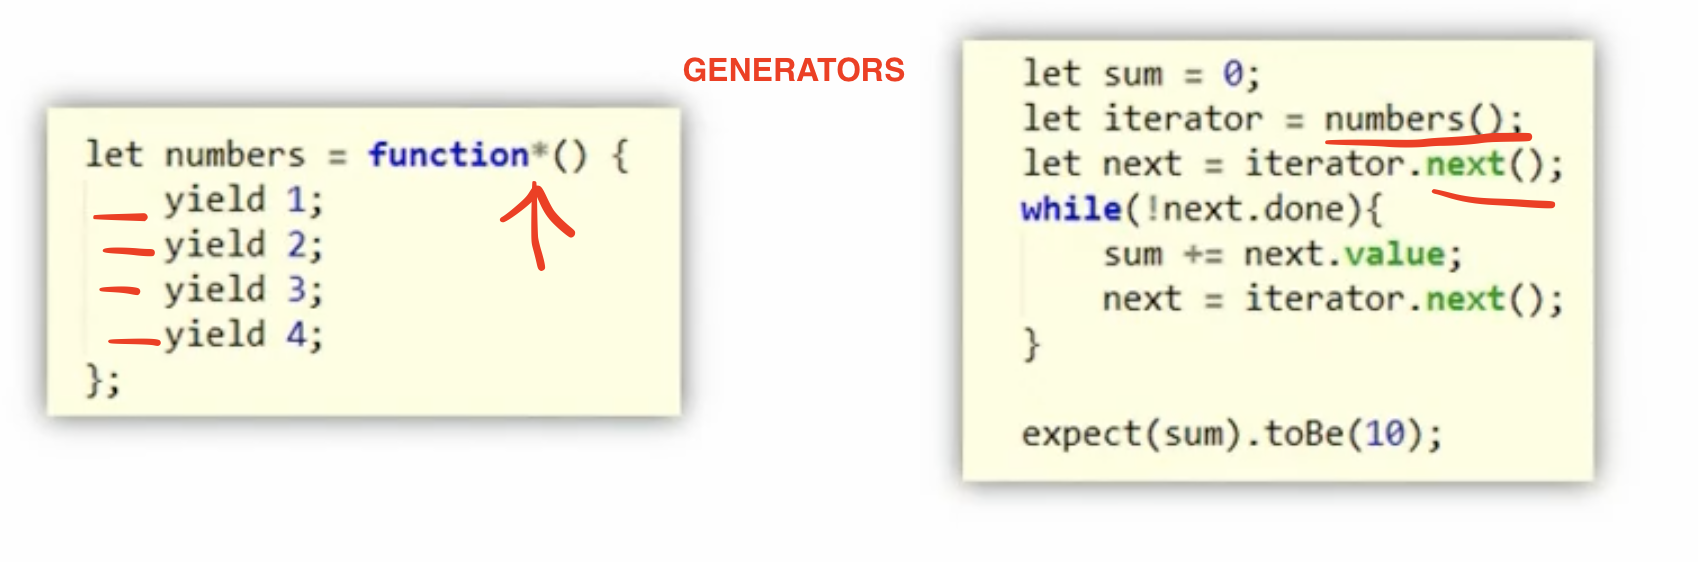 GENERATORS
let numbers = function*() {
yield 1;
yield 2;
yield 3;
yield 4;
};
let sum = 0;
let iterator = numbers();
let next = iterator.next();
while(!next.done){
sum += next.value;
next = iterator.next();
}
expect(sum).toBe(10);